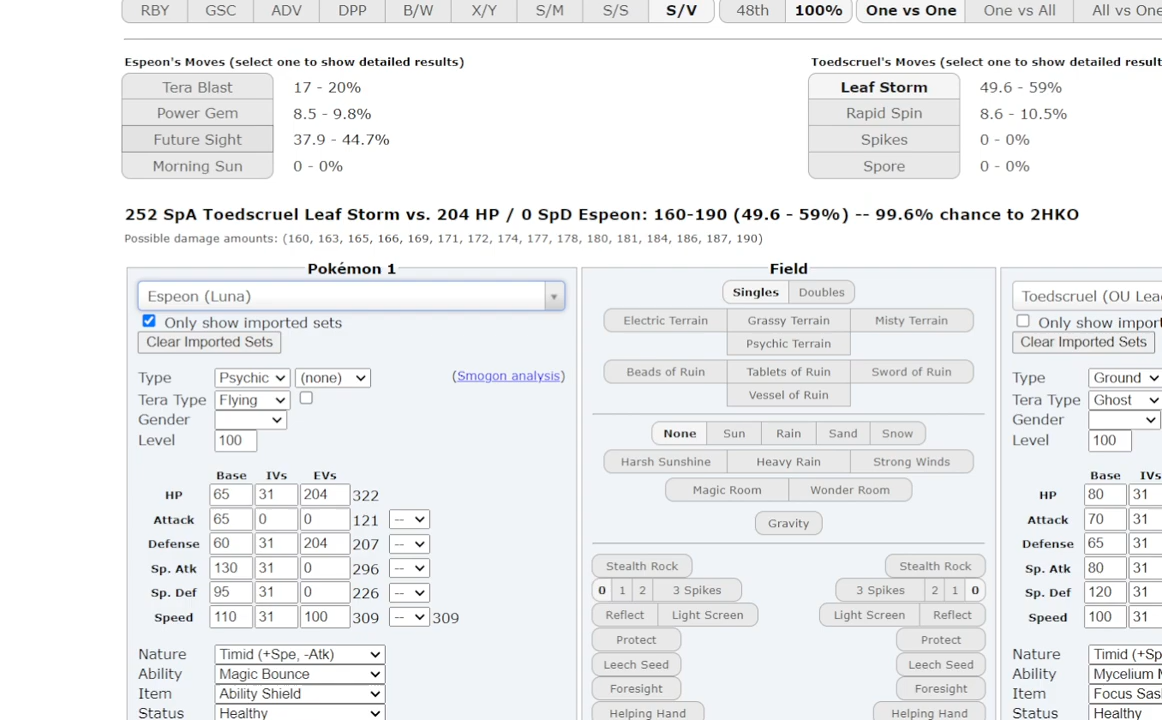 RBY GSC ADV DPP B/W X/Y S/M S/S S/V 48th 100% One vs One One vs All All vs One
Espeon's Moves (select one to show detailed results) Toedscruel's Moves (select one to show detailed result
Tera Blast 17 - 20% Leaf Storm 49.6 - 59%
Power Gem 8.5 - 9.8% Rapid Spin 8.6 - 10.5%
Future Sight 37.9 - 44.7% Spikes 0 - 0%
Morning Sun 0 - 0% Spore 0 - 0%
252 SpA Toedscruel Leaf Storm vs. 204 HP / 0 SpD Espeon: 160-190 (49.6 - 59%) -- 99.6% chance to 2HKO
Possible damage amounts: (160, 163, 165, 166, 169, 171, 172, 174, 177, 178, 180, 181, 184, 186, 187, 190)
Pokémon 1
Espeon (Luna)
Only show imported sets
Clear Imported Sets
Type Psychic (none) (Smogon analysis)
Tera Type Flying
Gender
Level 100
Base IVs EVs
HP 65 31 204 322
Attack 65 0 0 121 --
Defense 60 31 204 207 --
Sp. Atk 130 31 0 296 --
Sp. Def 95 31 0 226 --
Speed 110 31 100 309 -- 309
Nature Timid (+Spe, -Atk)
Ability Magic Bounce
Item Ability Shield
Status Healthy
Field
Singles Doubles
Electric Terrain Grassy Terrain Misty Terrain
Psychic Terrain
Beads of Ruin Tablets of Ruin Sword of Ruin
Vessel of Ruin
None Sun Rain Sand Snow
Harsh Sunshine Heavy Rain Strong Winds
Magic Room Wonder Room
Gravity
Stealth Rock Stealth Rock
0 1 2 3 Spikes 3 Spikes 2 1 0
Reflect Light Screen Light Screen Reflect
Protect Protect
Leech Seed Leech Seed
Foresight Foresight
Helping Hand Helping Hand
Toedscruel (OU Lea
Only show import
Clear Imported Sets
Type Ground
Tera Type Ghost
Gender
Level 100
Base IVs
HP 80 31
Attack 70 31
Defense 65 31
Sp. Atk 80 31
Sp. Def 120 31
Speed 100 31
Nature Timid (+Sp
Ability Mycelium M
Item Focus Sas
Status Healthy